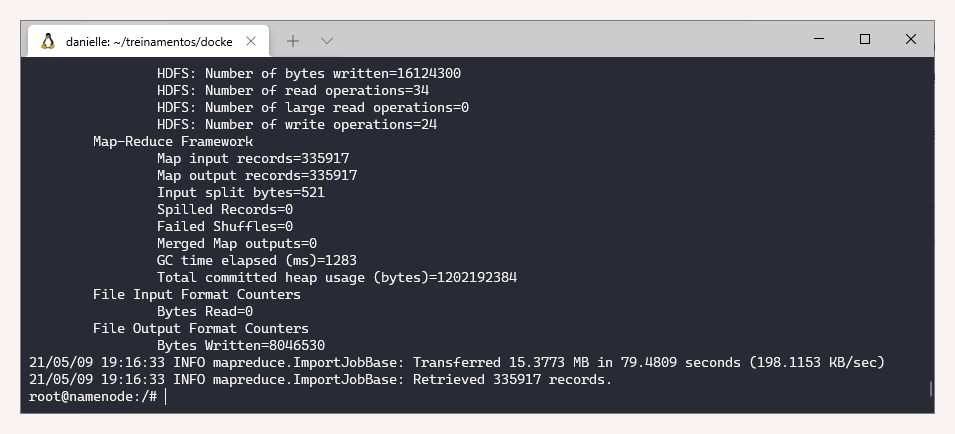 danielle: ~/treinamentos/docke
HDFS: Number of bytes written=16124300
HDFS: Number of read operations=34
HDFS: Number of large read operations=0
HDFS: Number of write operations=24
Map-Reduce Framework
Map input records=335917
Map output records=335917
Input split bytes=521
Spilled Records=0
Failed Shuffles=0
Merged Map outputs=0
GC time elapsed (ms)=1283
Total committed heap usage (bytes)=1202192384
File Input Format Counters
Bytes Read=0
File Output Format Counters
Bytes Written=8046530
21/05/09 19:16:33 INFO mapreduce.ImportJobBase: Transferred 15.3773 MB in 79.4809 seconds (198.1153 KB/sec)
21/05/09 19:16:33 INFO mapreduce.ImportJobBase: Retrieved 335917 records.
root@namenode:/#